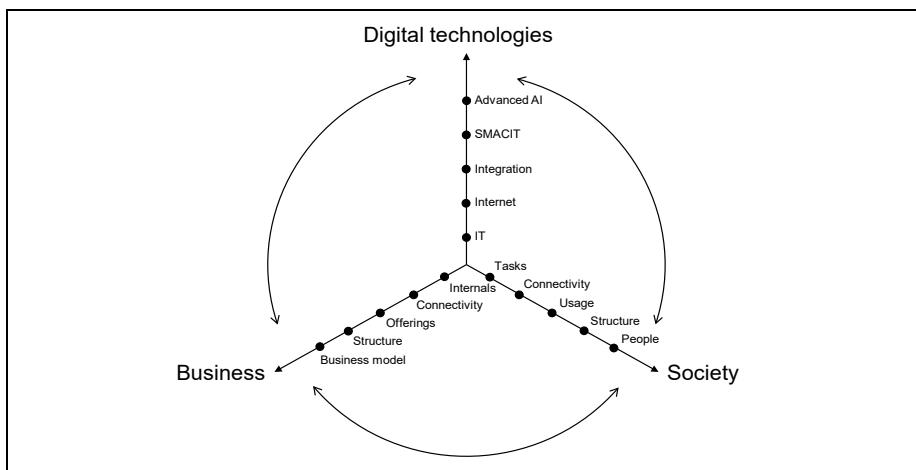 Digital technologies
Advanced AI
SMACIT
Integration
Internet
IT
Tasks
Internals
Connectivity
Connectivity
Offerings
Usage
Structure
Structure
People
Business model
Business
Society